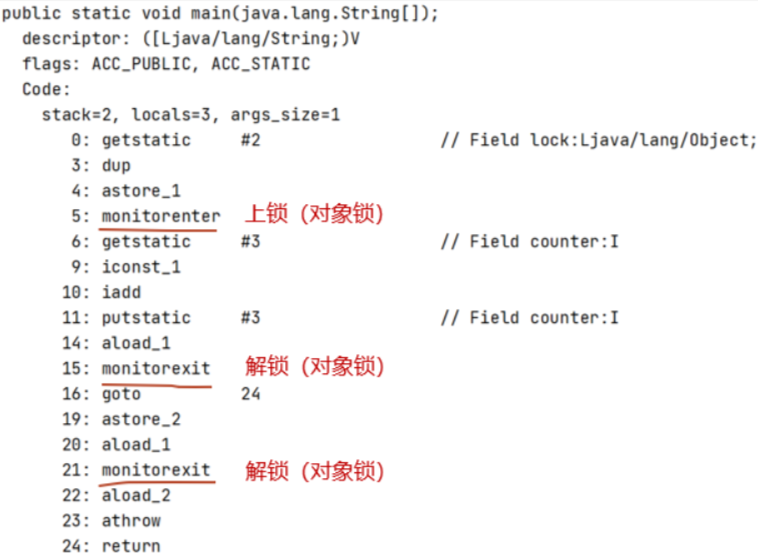 public static void main(java.lang.String[]);
descriptor: ([Ljava/lang/String;)V
flags: ACC_PUBLIC, ACC_STATIC
Code:
stack=2, locals=3, args_size=1
0: getstatic #2 // Field lock:Ljava/lang/Object;
3: dup
4: astore_1
5: monitorenter 上锁（对象锁）
6: getstatic #3 // Field counter:I
9: iconst_1
10: iadd
11: putstatic #3 // Field counter:I
14: aload_1
15: monitorexit 解锁（对象锁）
16: goto 24
19: astore_2
20: aload_1
21: monitorexit 解锁（对象锁）
22: aload_2
23: athrow
24: return